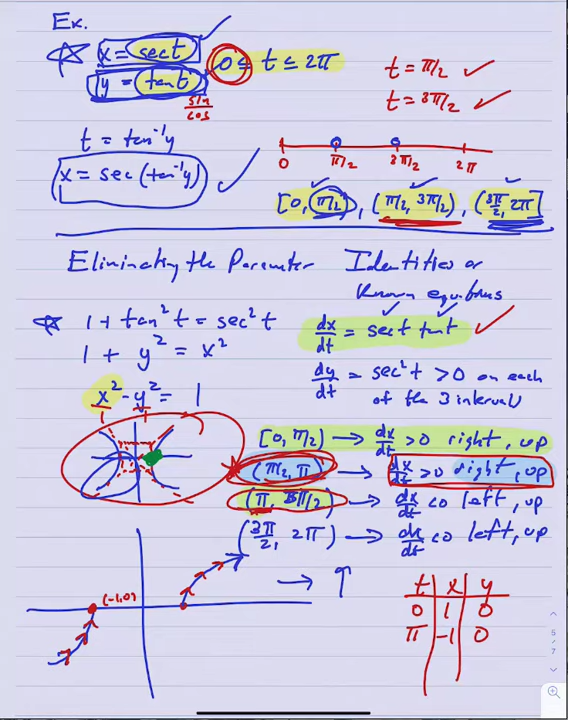 Ex.
x = sec t
y = tan t
0 ≤ t ≤ 2π
sin
cos
t = π/2 ✓
t = 3π/2 ✓
t = tan⁻¹y
x = sec(tan⁻¹y)
0 π/2 3π/2 2π
[0, π/2), (π/2, 3π/2), (3π/2, 2π]
Eliminating the Parameter
Identities or
Known equations
1 + tan²t = sec²t
1 + y² = x²
x² - y² = 1
1 1
dx/dt = sec t tan t
dy/dt = sec²t > 0 on each
of the 3 intervals
[0, π/2) → dx/dt > 0 right, up
(π/2, π) → dx/dt > 0 right, up
(π, 3π/2) → dx/dt < 0 left, up
(3π/2, 2π) → dx/dt < 0 left, up
(-1,0)
→ ↑
t x y
0 1 0
π -1 0
5
/
7